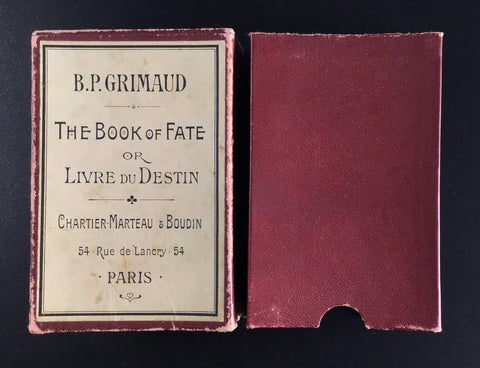 B.P. GRIMAUD
THE BOOK OF FATE
OR
LIVRE DU DESTIN
CHARTIER-MARTEAU & BOUDIN
54 · Rue de Lancry · 54
· PARIS ·